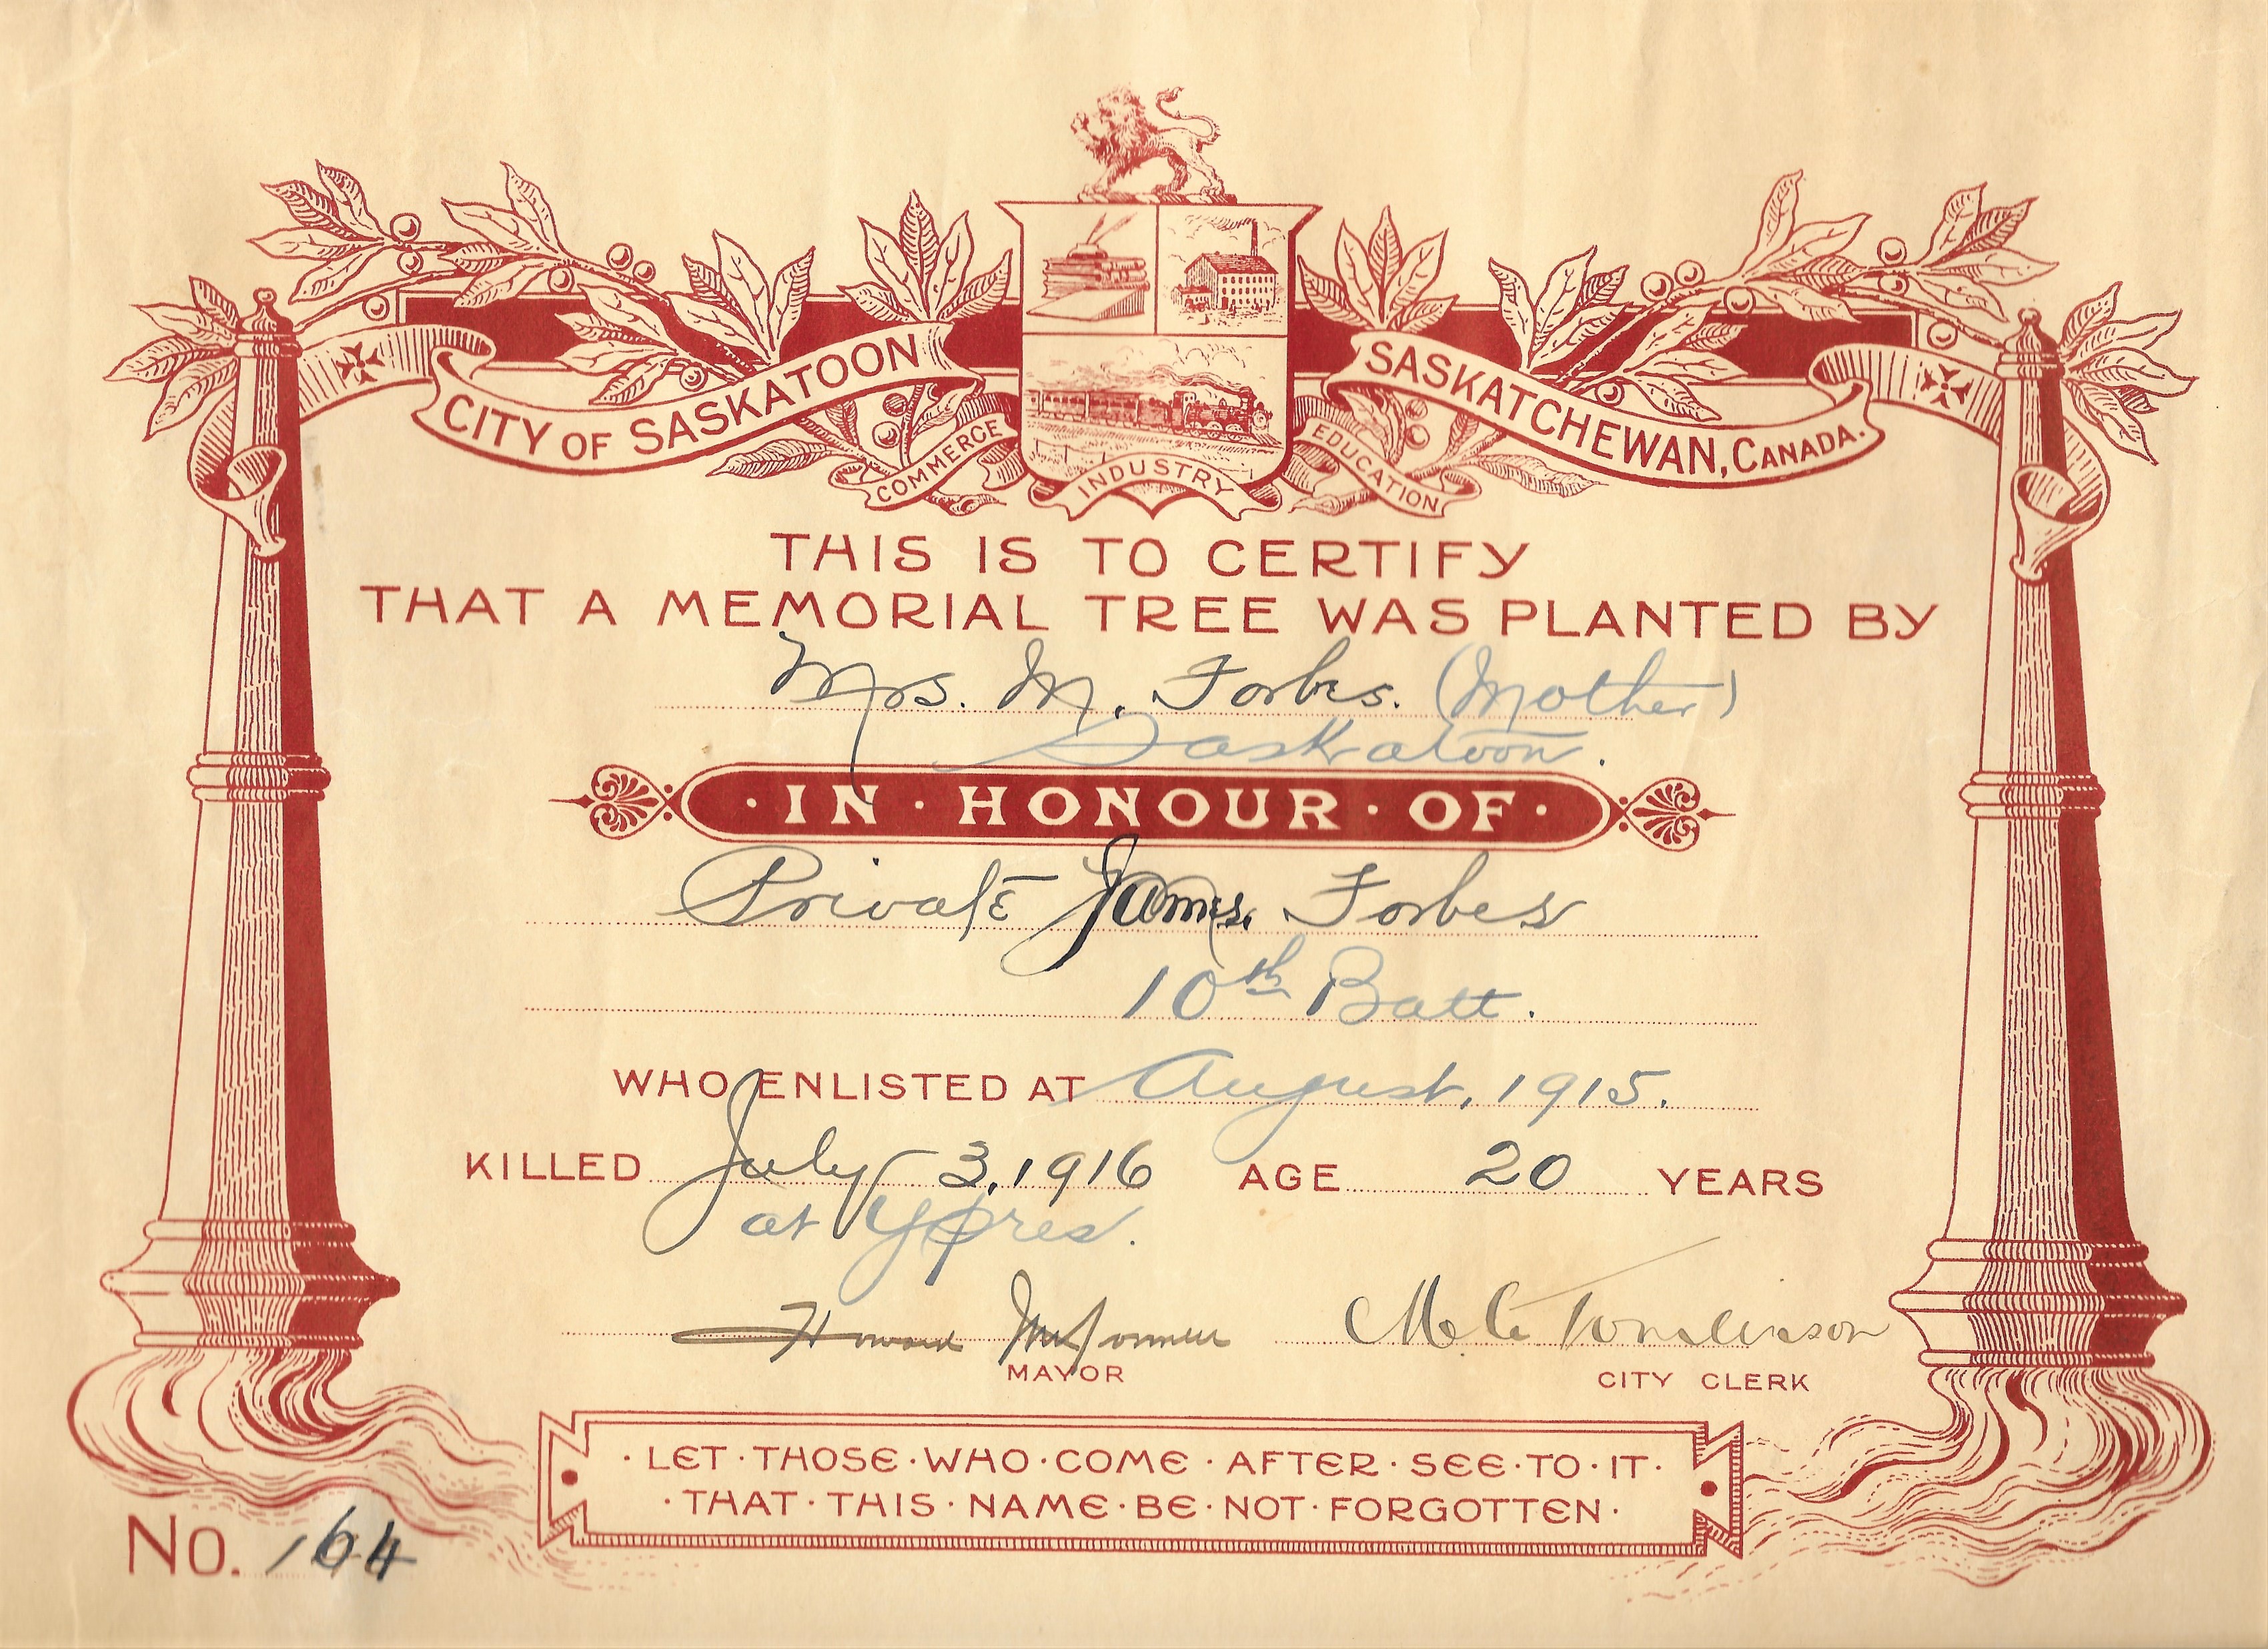 CITY OF SASKATOON
SASKATCHEWAN, CANADA.
COMMERCE
INDUSTRY
EDUCATION
THIS IS TO CERTIFY
THAT A MEMORIAL TREE WAS PLANTED BY
Mrs. M. Forbes. (Mother)
Saskatoon.
· IN · HONOUR · OF ·
Private James Forbes
10th Batt.
WHO ENLISTED AT August, 1915.
KILLED July 3, 1916 AGE 20 YEARS
at Ypres.
Howard McConnell M. C. Tomlinson
MAYOR CITY CLERK
· LET · THOSE · WHO · COME · AFTER · SEE · TO · IT ·
· THAT · THIS · NAME · BE · NOT · FORGOTTEN ·
No. 164